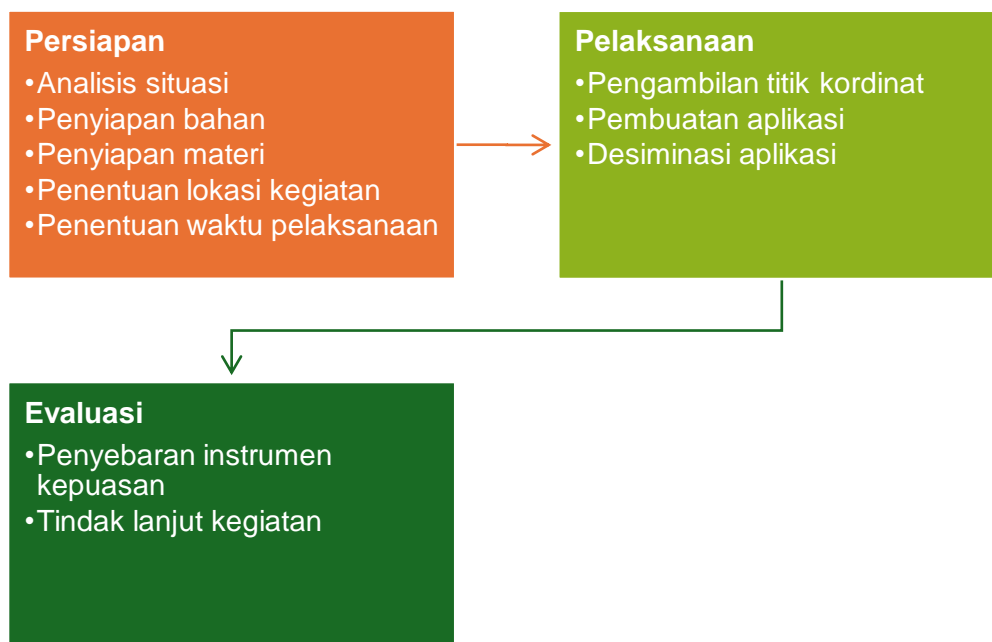 Persiapan
•Analisis situasi
•Penyiapan bahan
•Penyiapan materi
•Penentuan lokasi kegiatan
•Penentuan waktu pelaksanaan
Pelaksanaan
•Pengambilan titik kordinat
•Pembuatan aplikasi
•Desiminasi aplikasi
Evaluasi
•Penyebaran instrumen
kepuasan
•Tindak lanjut kegiatan